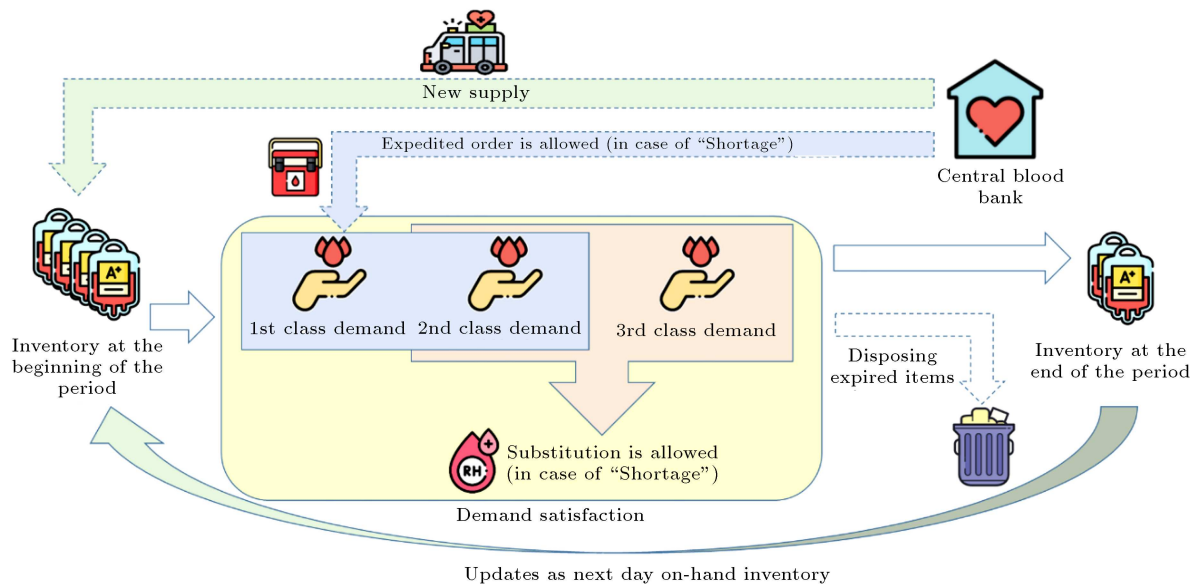 New supply
Expedited order is allowed (in case of “Shortage”)
Central blood
bank
A+
A+
1st class demand
2nd class demand
3rd class demand
Inventory at the
beginning of the
period
Disposing
expired items
Inventory at the
end of the period
RH
Substitution is allowed
(in case of “Shortage”)
Demand satisfaction
Updates as next day on-hand inventory